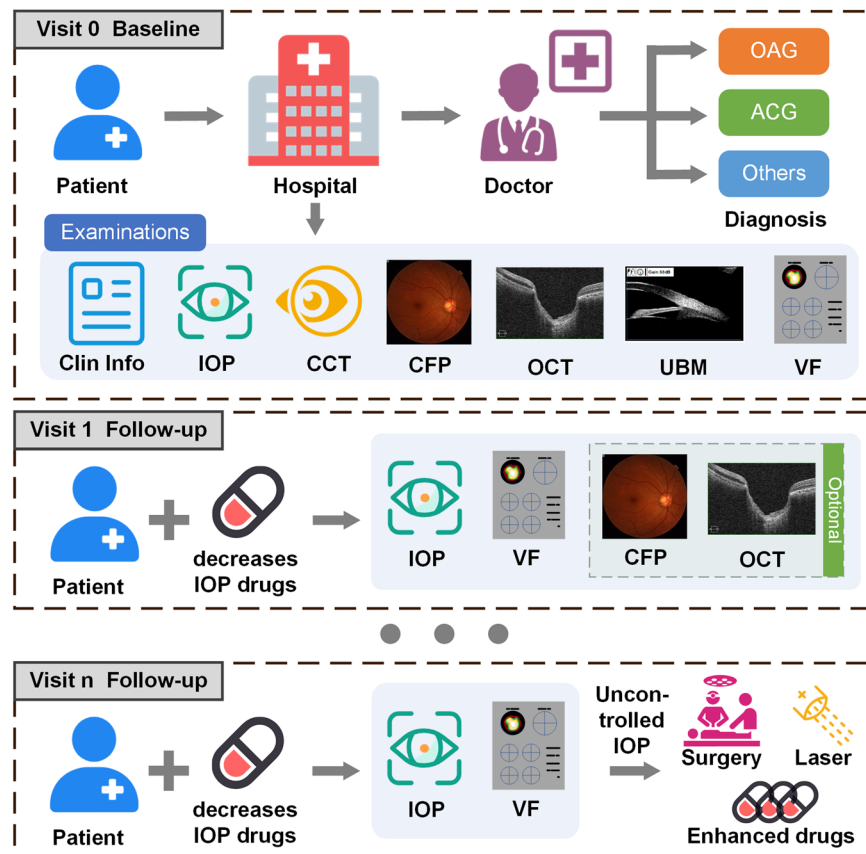 Visit 0 Baseline
Patient
Hospital
Doctor
OAG
ACG
Others
Diagnosis
Examinations
Clin Info
IOP
CCT
CFP
OCT
UBM
VF
Visit 1 Follow-up
Patient
decreases
IOP drugs
IOP
VF
CFP
OCT
Optional
Visit n Follow-up
Patient
decreases
IOP drugs
IOP
VF
Uncon-
trolled
IOP
Surgery
Laser
Enhanced drugs